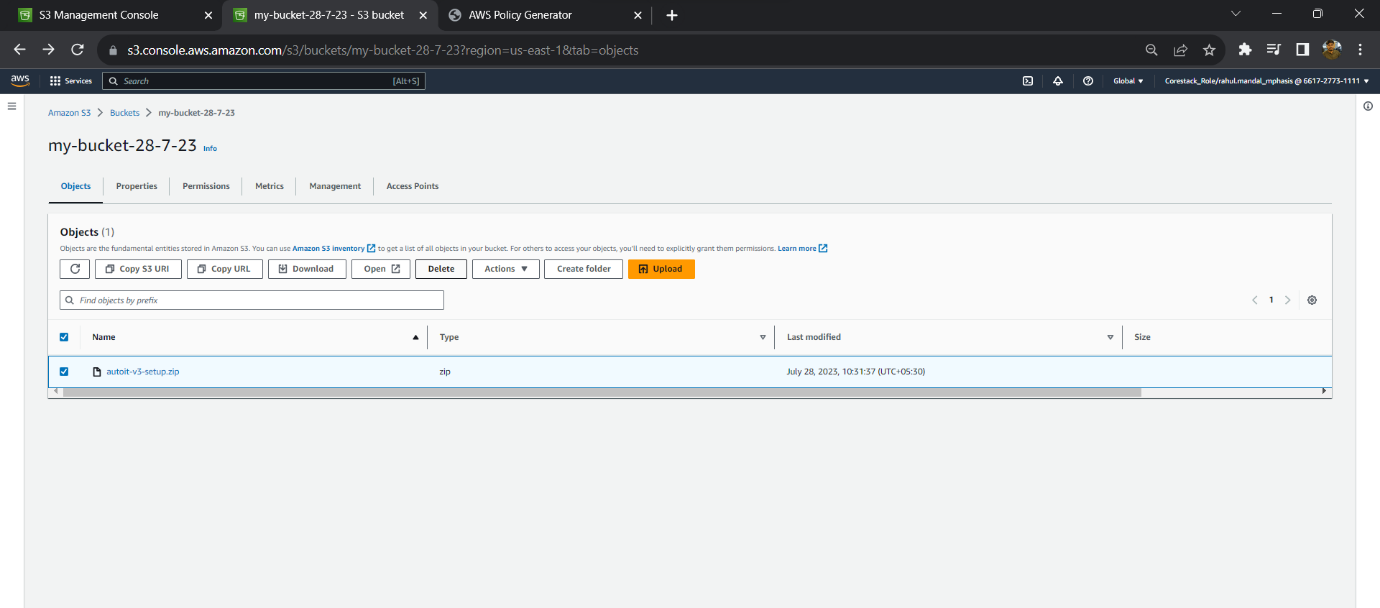 S3 Management Console
my-bucket-28-7-23 - S3 bucket
AWS Policy Generator
s3.console.aws.amazon.com/s3/buckets/my-bucket-28-7-23?region=us-east-1&tab=objects
aws
Services
Search
[Alt+S]
Global
Corestack_Role/rahul.mandal_mphasis @ 6617-2773-1111
Amazon S3
Buckets
my-bucket-28-7-23
my-bucket-28-7-23 Info
Objects
Properties
Permissions
Metrics
Management
Access Points
Objects (1)
Objects are the fundamental entities stored in Amazon S3. You can use Amazon S3 inventory to get a list of all objects in your bucket. For others to access your objects, you'll need to explicitly grant them permissions. Learn more
Copy S3 URI
Copy URL
Download
Open
Delete
Actions
Create folder
Upload
Find objects by prefix
1
Name
Type
Last modified
Size
autoit-v3-setup.zip
zip
July 28, 2023, 10:31:37 (UTC+05:30)